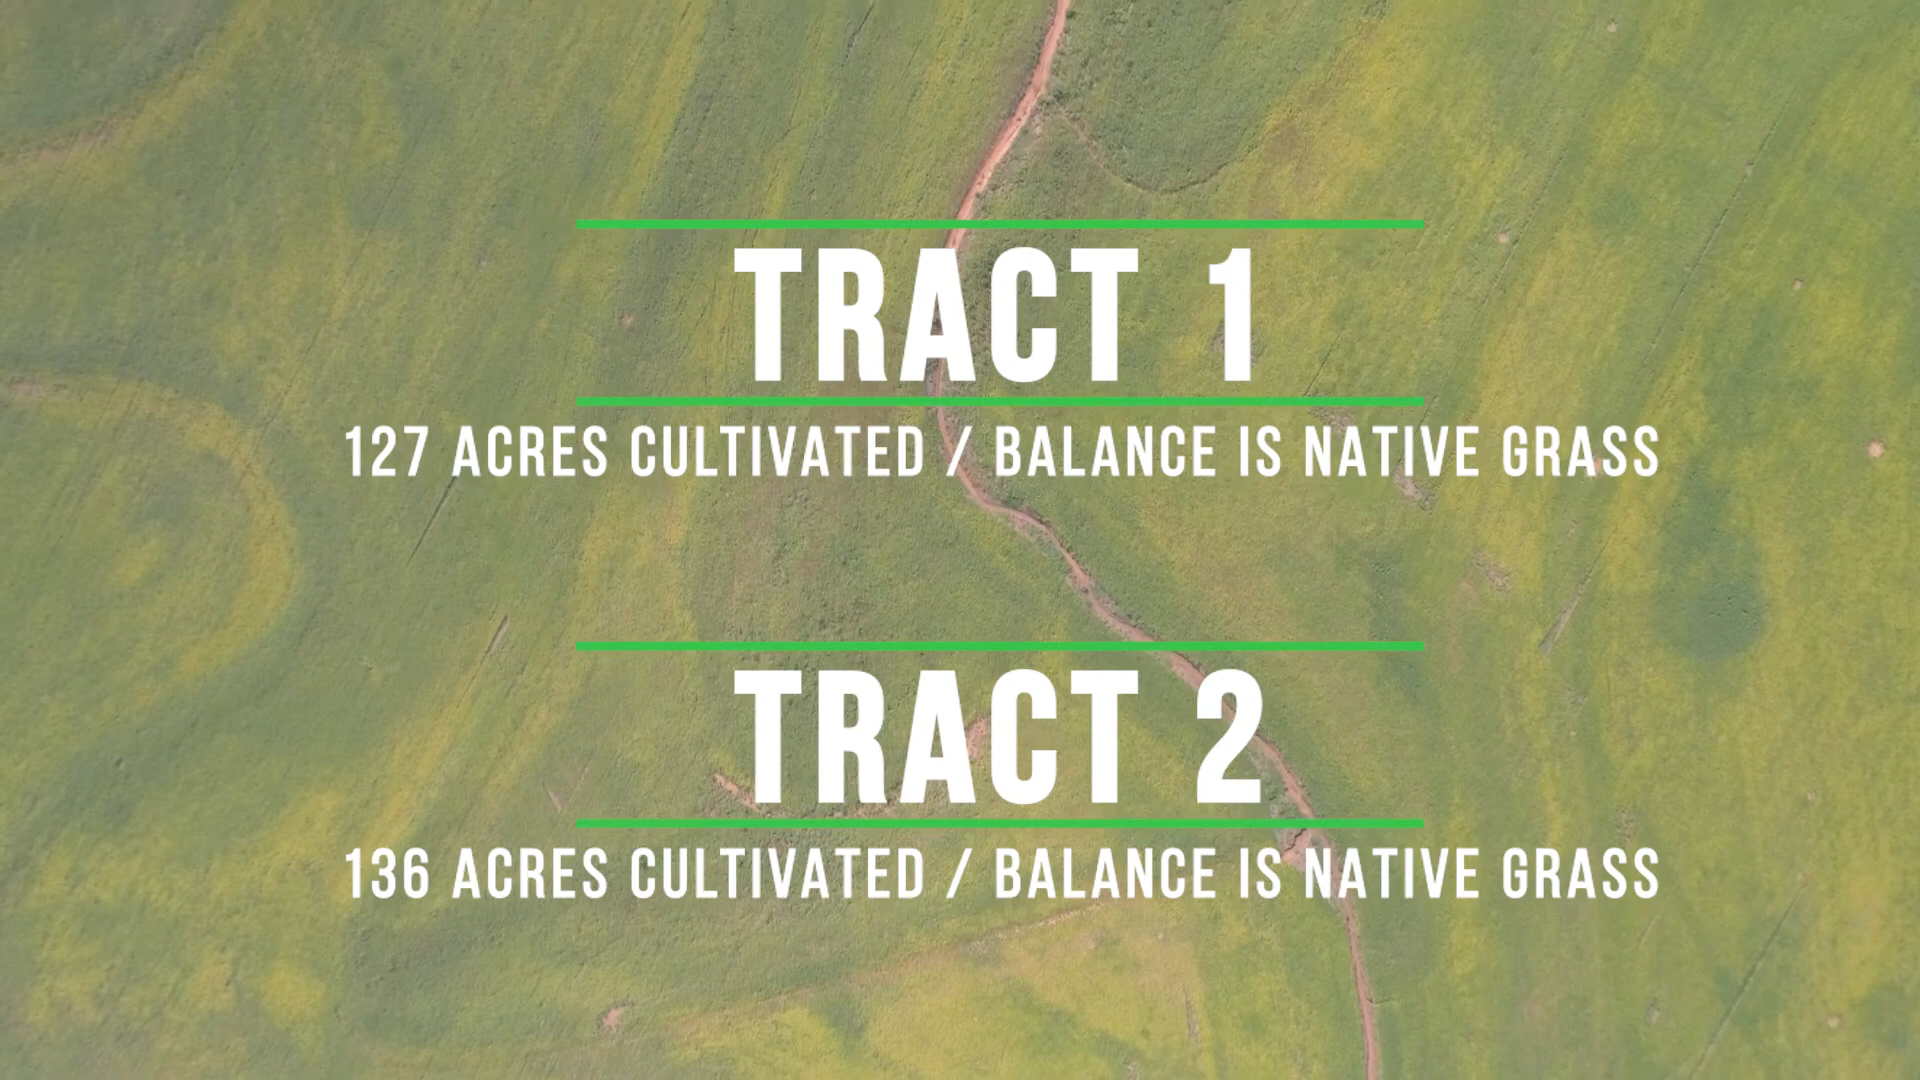 TRACT 1
127 ACRES CULTIVATED / BALANCE IS NATIVE GRASS
TRACT 2
136 ACRES CULTIVATED / BALANCE IS NATIVE GRASS